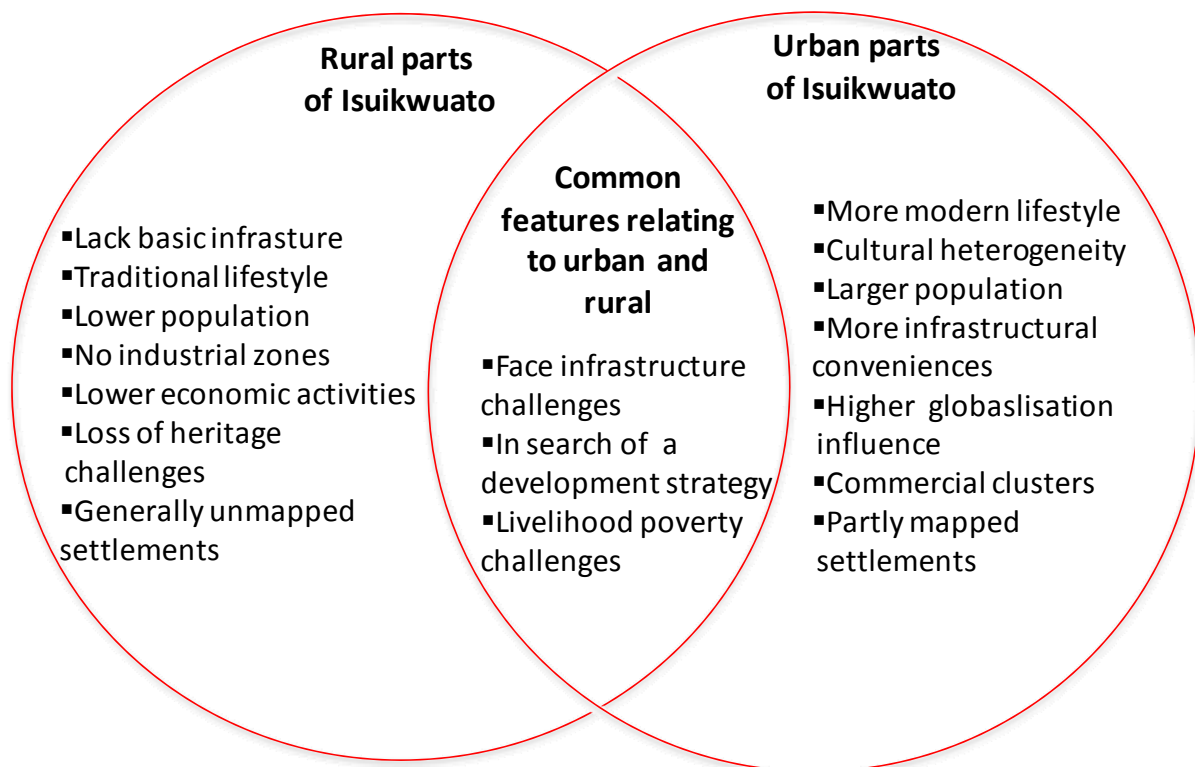 Rural parts
of Isuikwuato
▪Lack basic infrasture
▪Traditional lifestyle
▪Lower population
▪No industrial zones
▪Lower economic activities
▪Loss of heritage
challenges
▪Generally unmapped
settlements
Common
features relating
to urban and
rural
▪Face infrastructure
challenges
▪In search of a
development strategy
▪Livelihood poverty
challenges
Urban parts
of Isuikwuato
▪More modern lifestyle
▪Cultural heterogeneity
▪Larger population
▪More infrastructural
conveniences
▪Higher globaslisation
influence
▪Commercial clusters
▪Partly mapped
settlements